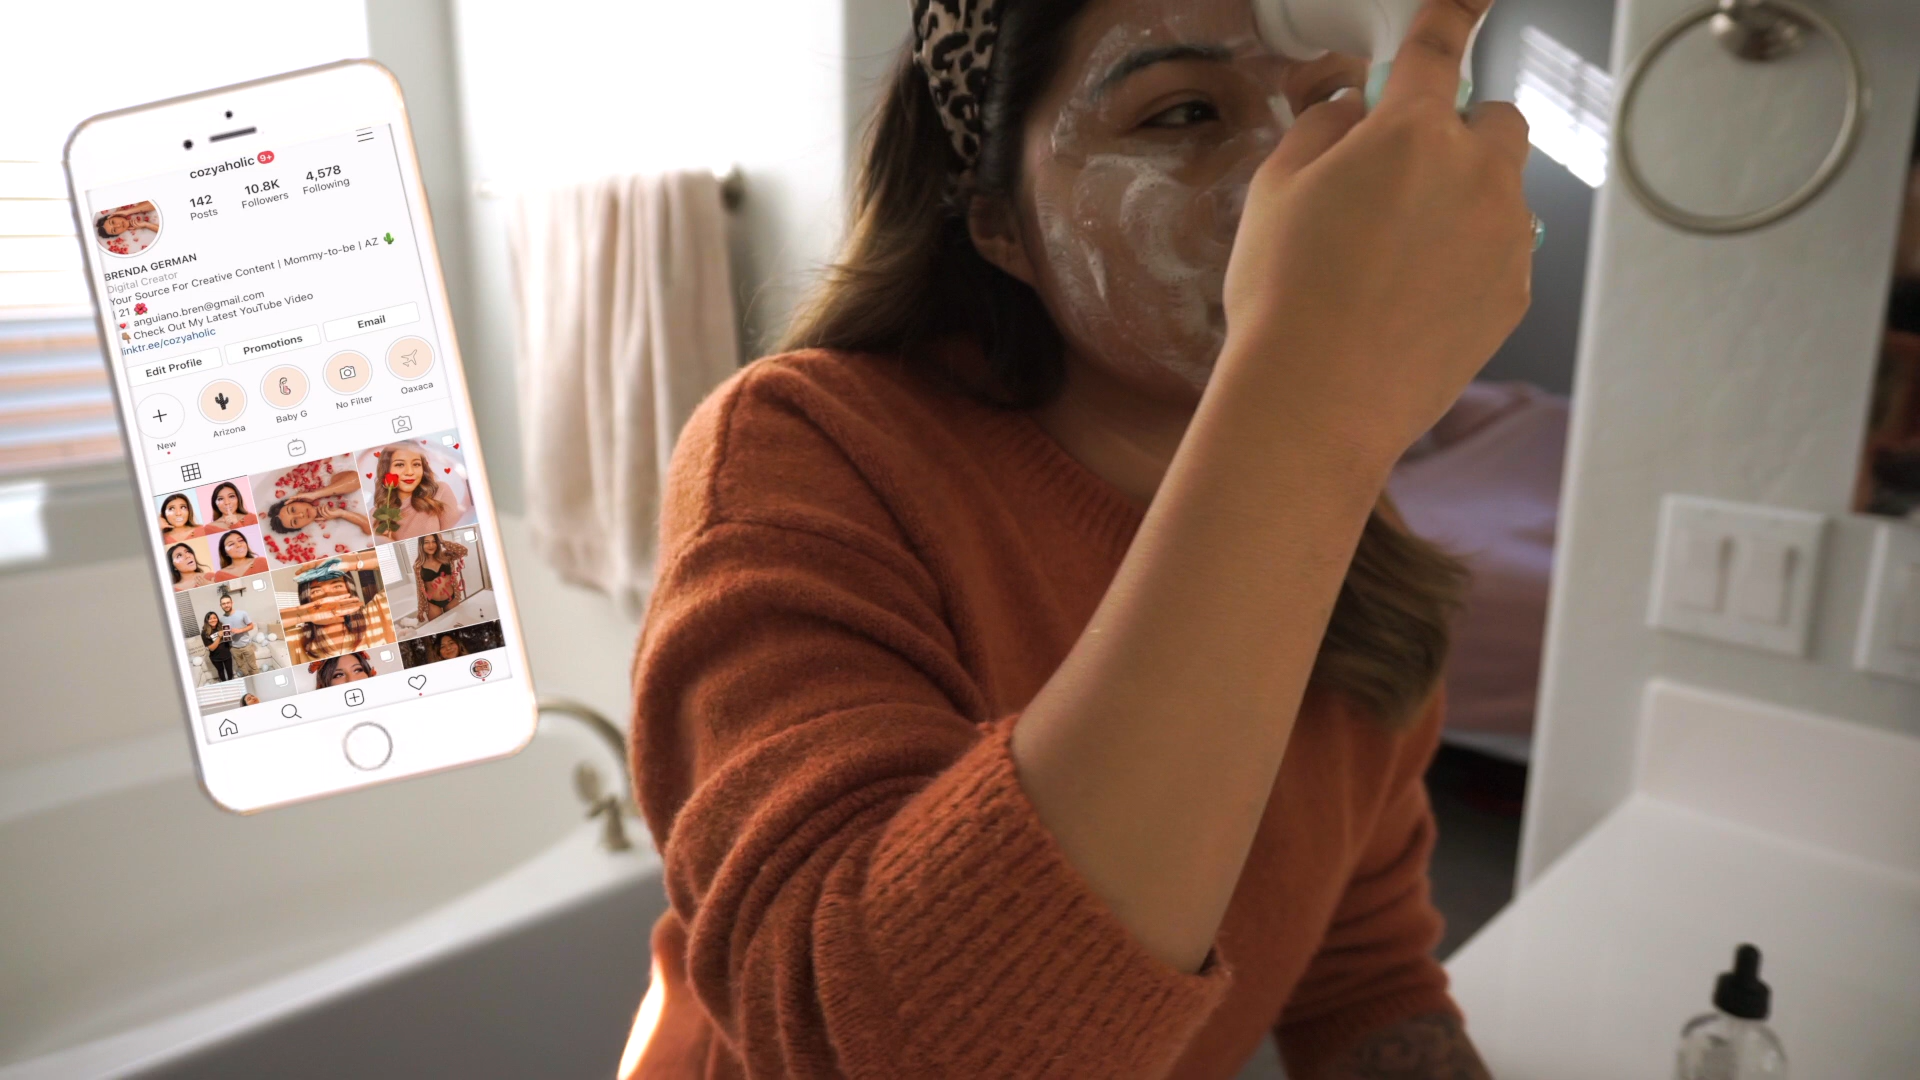 cozyaholic 9+
142 10.8K 4,578
Posts Followers Following
BRENDA GERMAN
Digital Creator
Your Source For Creative Content | Mommy-to-be | AZ
| 21
anguiano.bren@gmail.com
Check Out My Latest YouTube Video
linktr.ee/cozyaholic
Edit Profile Promotions Email
New Arizona Baby G No Filter Oaxaca